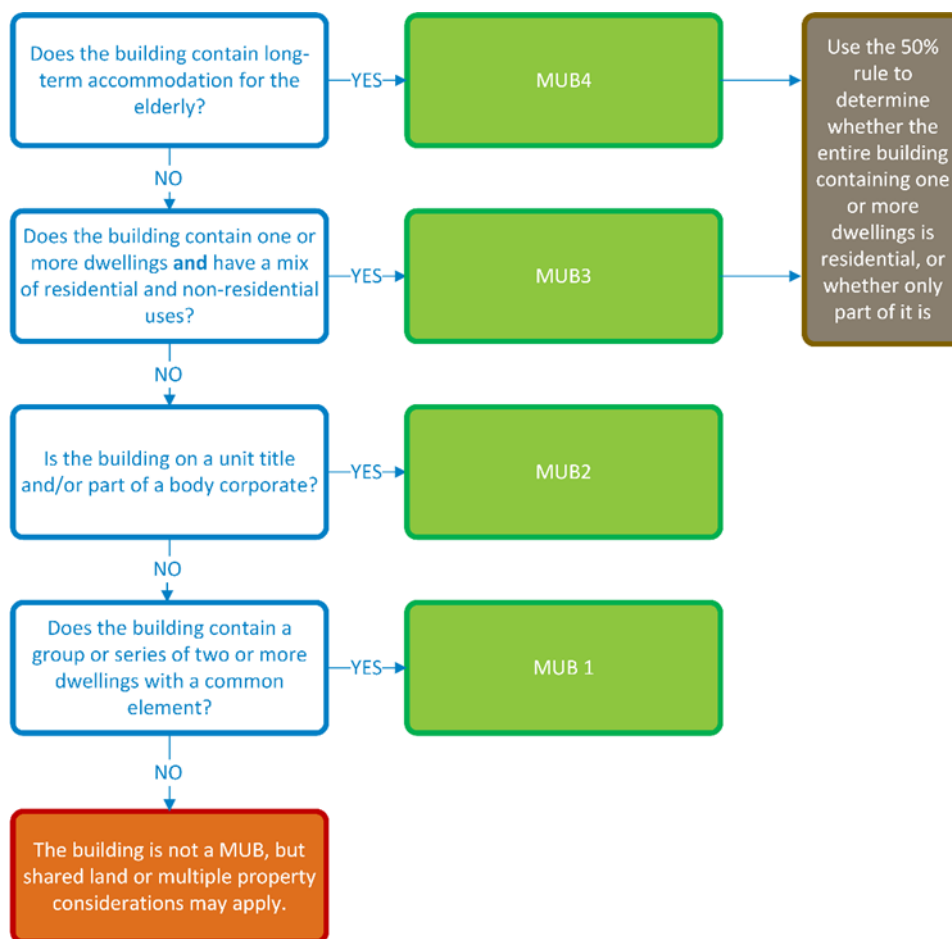 Does the building contain long-
term accommodation for the
elderly?
YES
MUB4
Use the 50%
rule to
determine
whether the
entire building
containing one
or more
dwellings is
residential, or
whether only
part of it is
NO
Does the building contain one or
more dwellings and have a mix
of residential and non-residential
uses?
YES
MUB3
NO
Is the building on a unit title
and/or part of a body corporate?
YES
MUB2
NO
Does the building contain a
group or series of two or more
dwellings with a common
element?
YES
MUB 1
NO
The building is not a MUB, but
shared land or multiple property
considerations may apply.